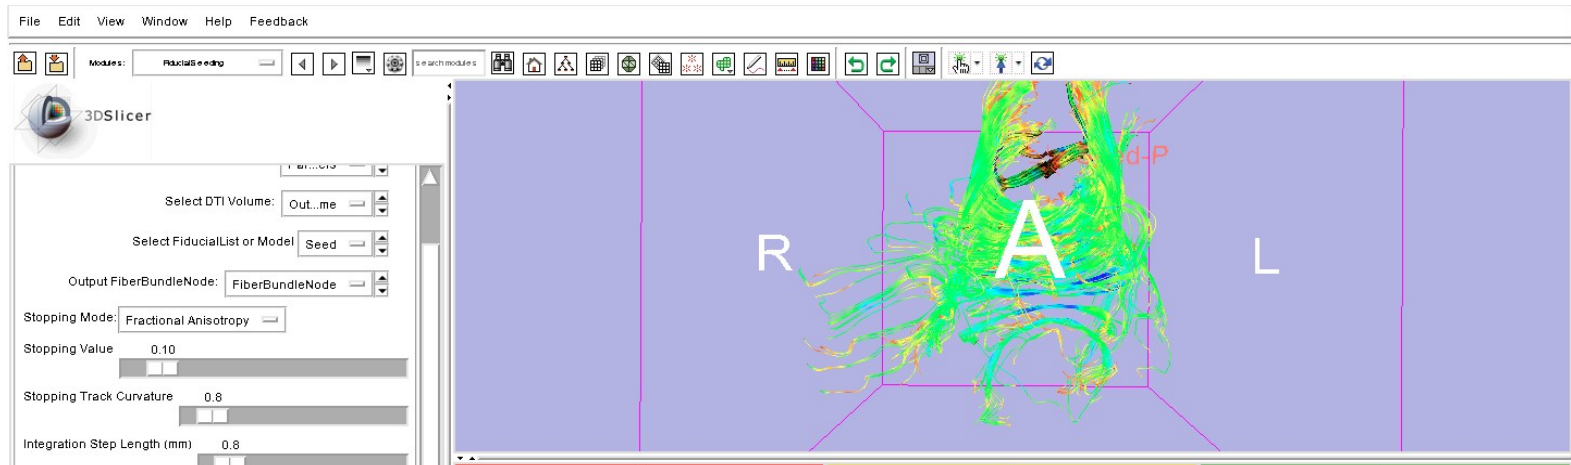 File Edit View Window Help Feedback
Modules: FiducialSeeding search modules
3DSlicer
Select DTI Volume: Out...me
Select FiducialList or Model Seed
Output FiberBundleNode: FiberBundleNode
Stopping Mode: Fractional Anisotropy
Stopping Value 0.10
Stopping Track Curvature 0.8
Integration Step Length (mm) 0.8
d-P
R A L